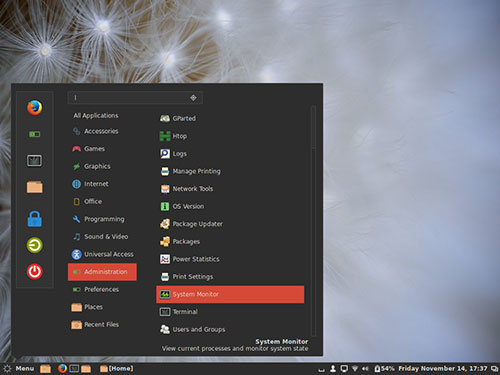 All Applications
Accessories
Games
Graphics
Internet
Office
Programming
Sound & Video
Universal Access
Administration
Preferences
Places
Recent Files
GParted
Htop
Logs
Manage Printing
Network Tools
OS Version
Package Updater
Packages
Power Statistics
Print Settings
System Monitor
Terminal
Users and Groups
System Monitor
View current processes and monitor system state
Menu [Home] 54% Friday November 14, 17:37